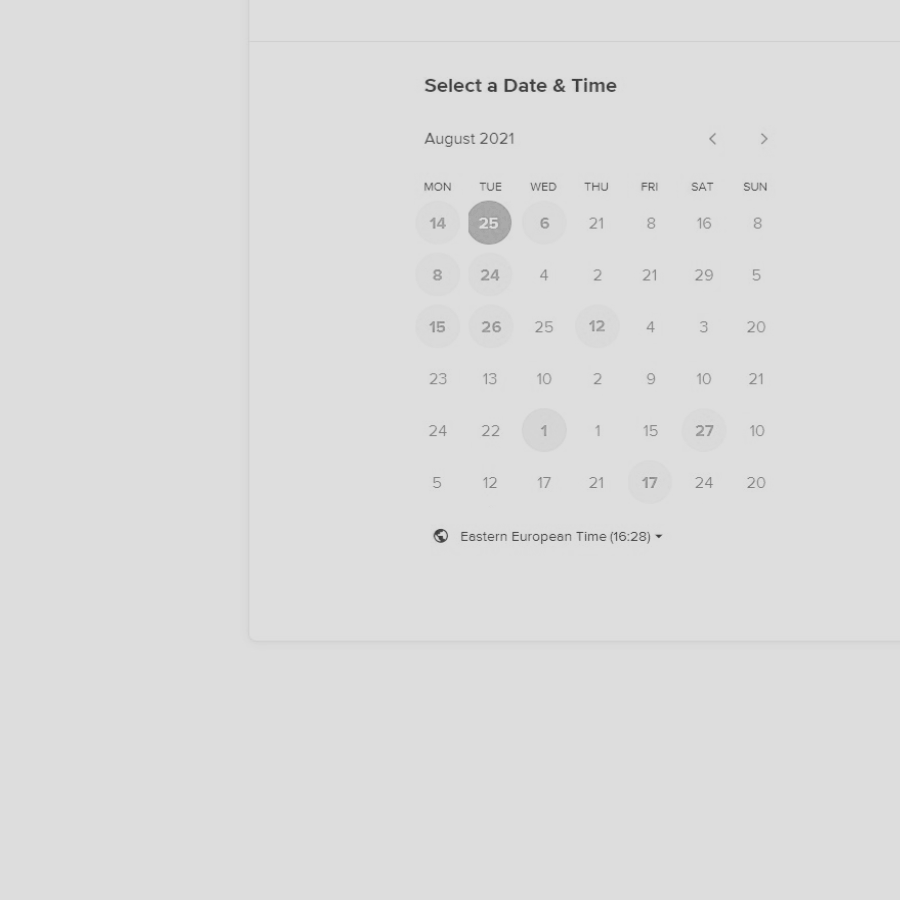 Select a Date & Time
August 2021
MON TUE WED THU FRI SAT SUN
14 25 6 21 8 16 8
8 24 4 2 21 29 5
15 26 25 12 4 3 20
23 13 10 2 9 10 21
24 22 1 1 15 27 10
5 12 17 21 17 24 20
Eastern European Time (16:28)